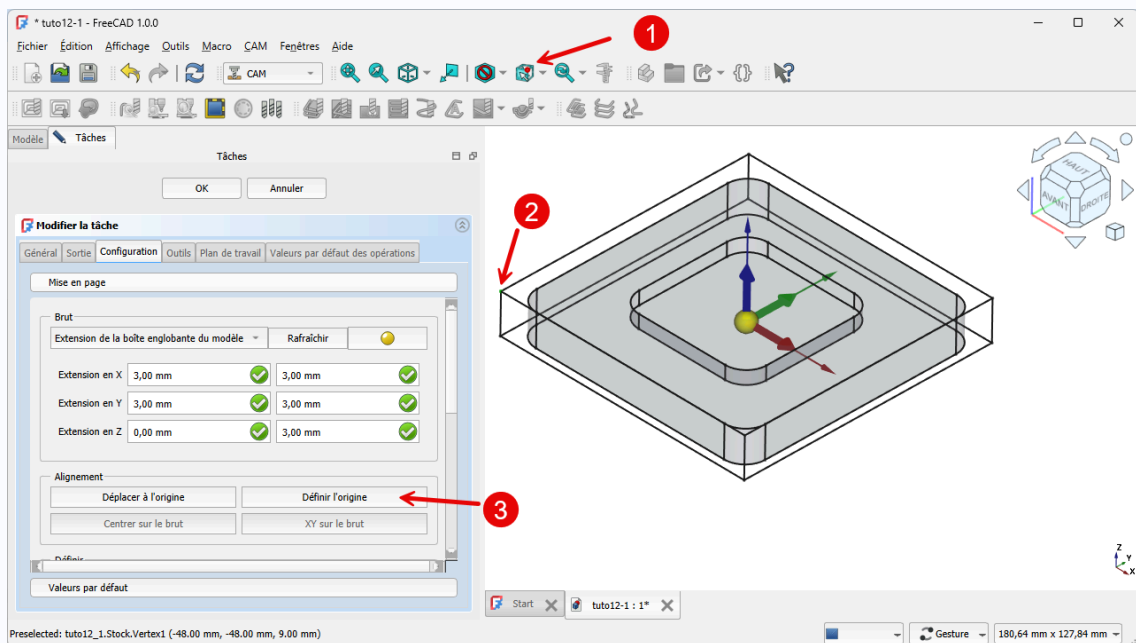 * tuto12-1 - FreeCAD 1.0.0
1
Fichier Édition Affichage Outils Macro CAM Fenêtres Aide
CAM
Modèle Tâches
Tâches
OK Annuler
Modifier la tâche
Général Sortie Configuration Outils Plan de travail Valeurs par défaut des opérations
Mise en page
Brut
Extension de la boîte englobante du modèle Rafraîchir
Extension en X 3,00 mm 3,00 mm
Extension en Y 3,00 mm 3,00 mm
Extension en Z 0,00 mm 3,00 mm
Alignement
Déplacer à l'origine Définir l'origine
Centrer sur le brut XY sur le brut
Définir
Valeurs par défaut
2
3
HAUT
AVANT DROITE
Z
Y
X
Start tuto12-1 : 1*
Preselected: tuto12_1.Stock.Vertex1 (-48.00 mm, -48.00 mm, 9.00 mm)
Gesture 180,64 mm x 127,84 mm